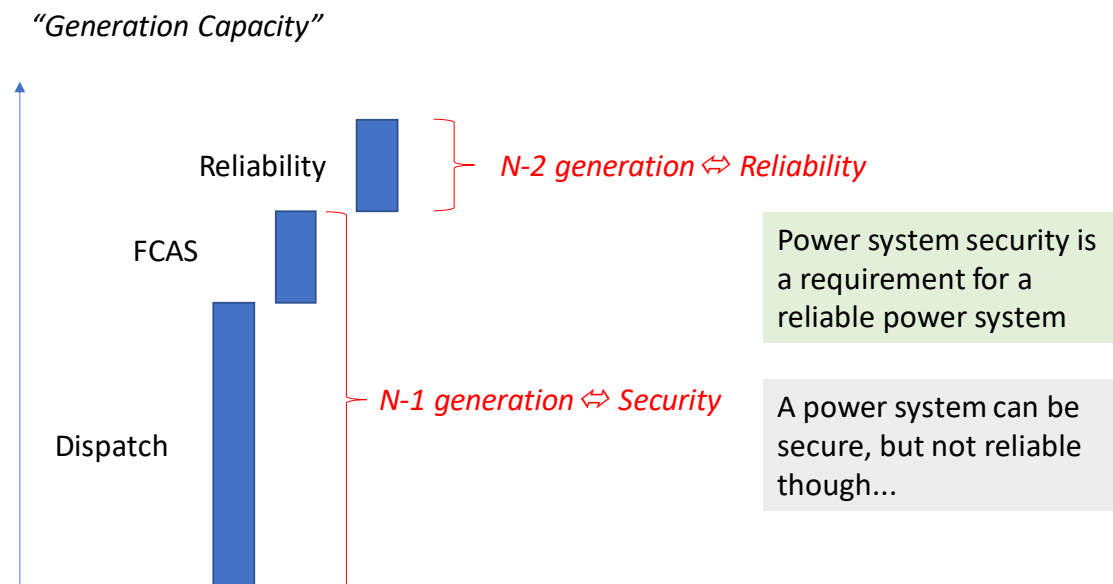 “Generation Capacity”
Reliability
N-2 generation ⬄ Reliability
FCAS
Power system security is
a requirement for a
reliable power system
N-1 generation ⬄ Security
A power system can be
secure, but not reliable
though...
Dispatch